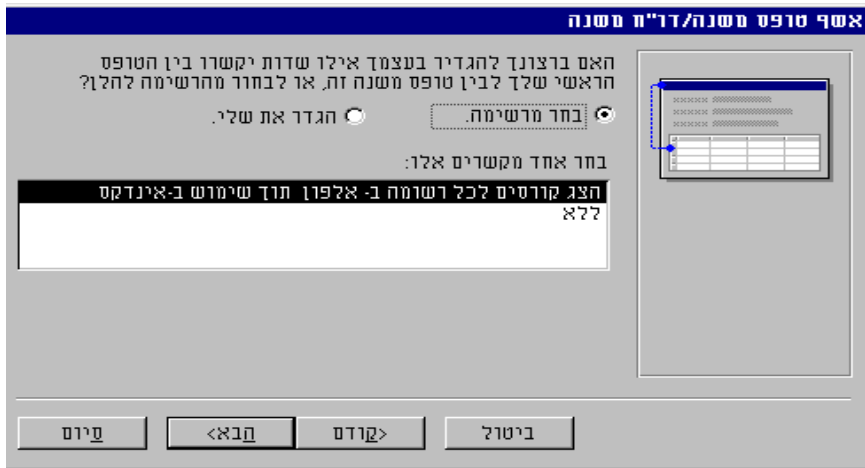 אשף טופס משנה/דו"ח משנה
האם ברצונך להגדיר בעצמך אילו שדות יקשרו בין הטופס
הראשי שלך לבין טופס משנה זה, או לבחור מהרשימה להלן?
בחר מרשימה. הגדר את שלי.
בחר אחד מקשרים אלו:
הצג קורסים לכל רשומה ב- אלפון תוך שימוש ב-אינדקס
ללא
ביטול <קודם הבא> סיום